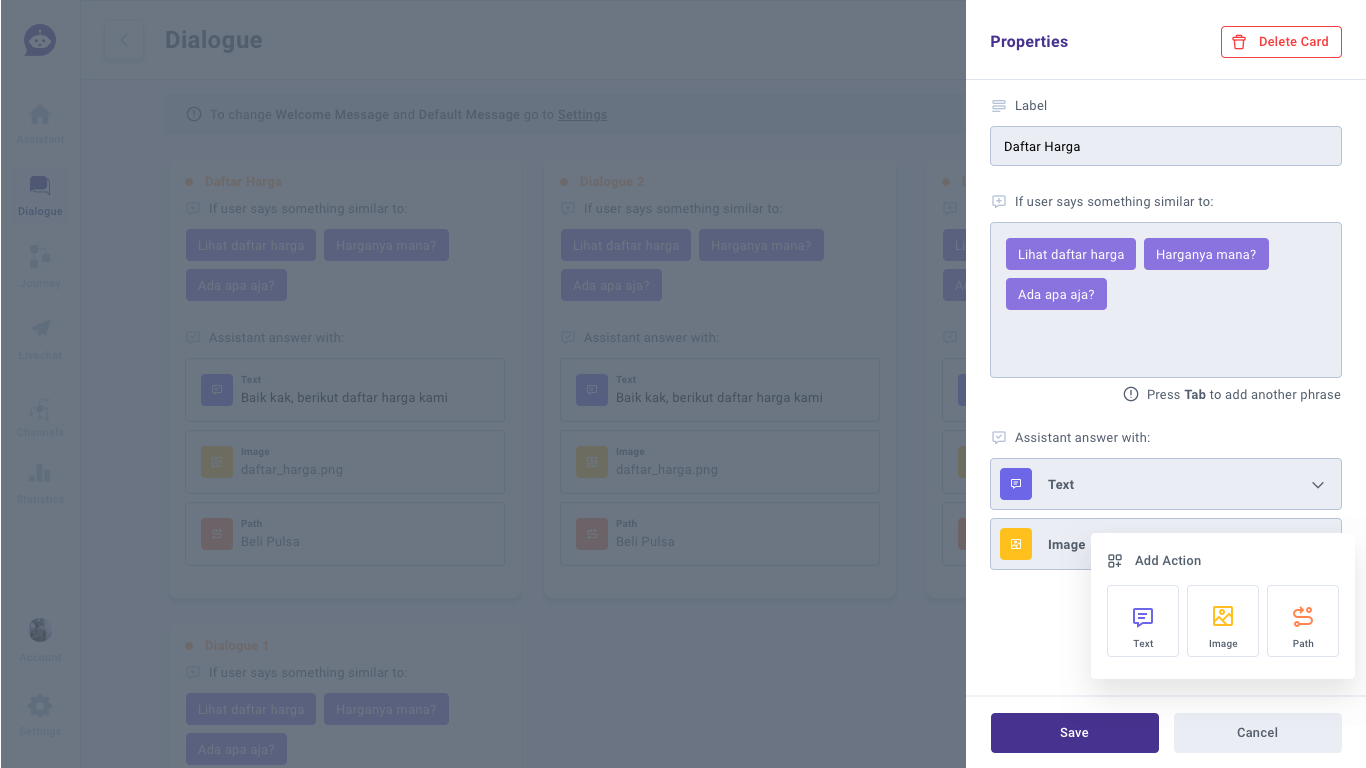 Dialogue
Assistant
Dialogue
Journey
Livechat
Channels
Statistics
Account
Settings
To change Welcome Message and Default Message go to Settings
Daftar Harga
If user says something similar to:
Lihat daftar harga
Harganya mana?
Ada apa aja?
Assistant answer with:
Text
Baik kak, berikut daftar harga kami
Image
daftar_harga.png
Path
Beli Pulsa
Dialogue 2
If user says something similar to:
Lihat daftar harga
Harganya mana?
Ada apa aja?
Assistant answer with:
Text
Baik kak, berikut daftar harga kami
Image
daftar_harga.png
Path
Beli Pulsa
Dialogue 1
If user says something similar to:
Lihat daftar harga
Harganya mana?
Ada apa aja?
Properties
Delete Card
Label
Daftar Harga
If user says something similar to:
Lihat daftar harga
Harganya mana?
Ada apa aja?
Press Tab to add another phrase
Assistant answer with:
Text
Image
Add Action
Text
Image
Path
Save
Cancel